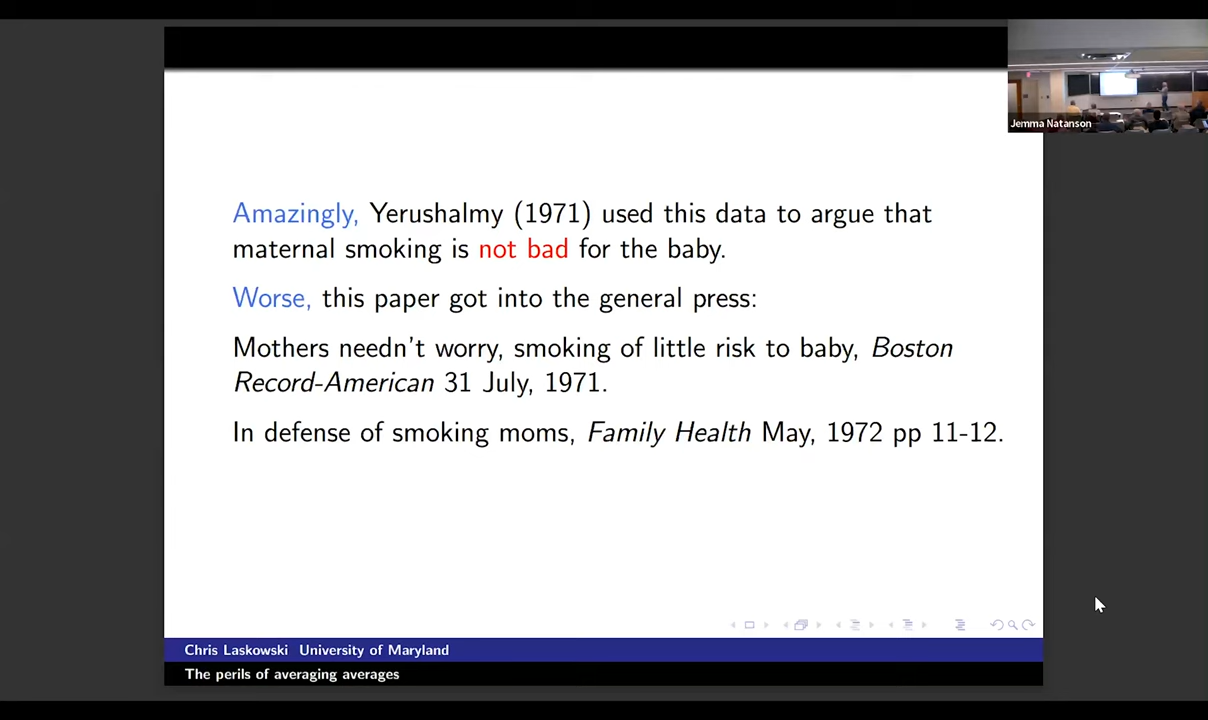 Jemma Natanson
Amazingly, Yerushalmy (1971) used this data to argue that
maternal smoking is not bad for the baby.
Worse, this paper got into the general press:
Mothers needn't worry, smoking of little risk to baby, Boston
Record-American 31 July, 1971.
In defense of smoking moms, Family Health May, 1972 pp 11-12.
Chris Laskowski University of Maryland
The perils of averaging averages